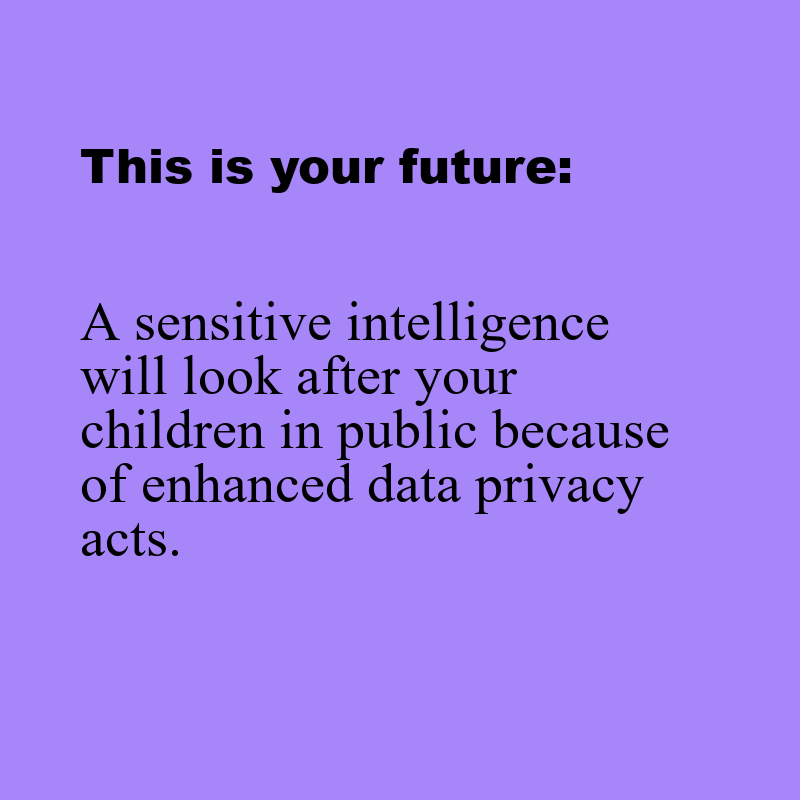 This is your future:
A sensitive intelligence
will look after your
children in public because
of enhanced data privacy
acts.